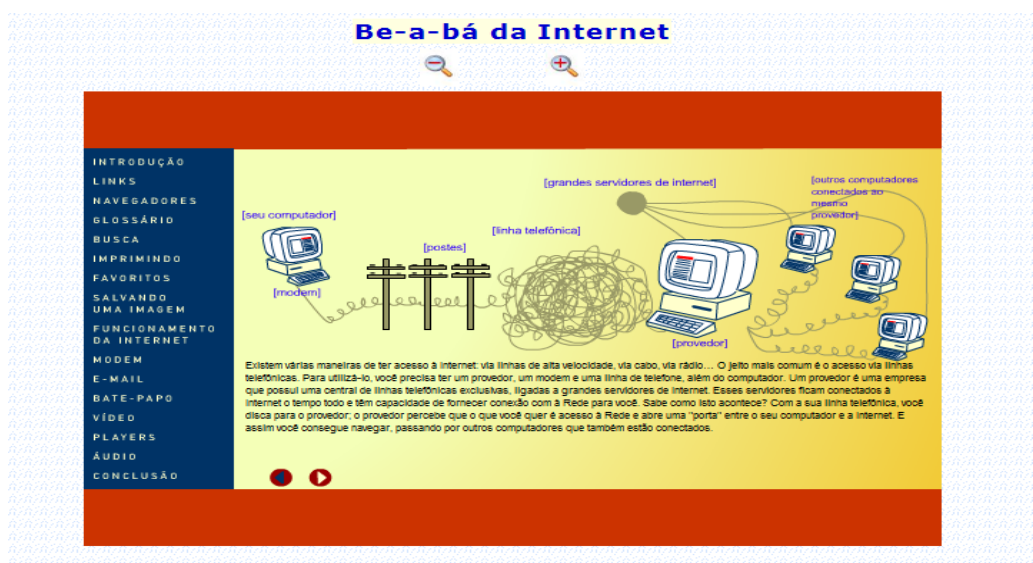 Be-a-bá da Internet
INTRODUÇÃO
LINKS
NAVEGADORES
GLOSSÁRIO
BUSCA
IMPRIMINDO
FAVORITOS
SALVANDO
UMA IMAGEM
FUNCIONAMENTO
DA INTERNET
MODEM
E-MAIL
BATE-PAPO
VÍDEO
PLAYERS
ÁUDIO
CONCLUSÃO
[seu computador]
[modem]
[postes]
[linha telefônica]
[grandes servidores de internet]
[provedor]
[outros computadores
conectados ao
mesmo
provedor]
Existem várias maneiras de ter acesso à Internet: via linhas de alta velocidade, via cabo, via rádio... O jeito mais comum é o acesso via linhas
telefônicas. Para utilizá-lo, você precisa ter um provedor, um modem e uma linha de telefone, além do computador. Um provedor é uma empresa
que possui uma central de linhas telefônicas exclusivas, ligadas a grandes servidores de Internet. Esses servidores ficam conectados à
Internet o tempo todo e têm capacidade de fornecer conexão com à Rede para você. Sabe como isto acontece? Com a sua linha telefônica, você
disca para o provedor; o provedor percebe que o que você quer é acesso à Rede e abre uma "porta" entre o seu computador e a Internet. E
assim você consegue navegar, passando por outros computadores que também estão conectados.